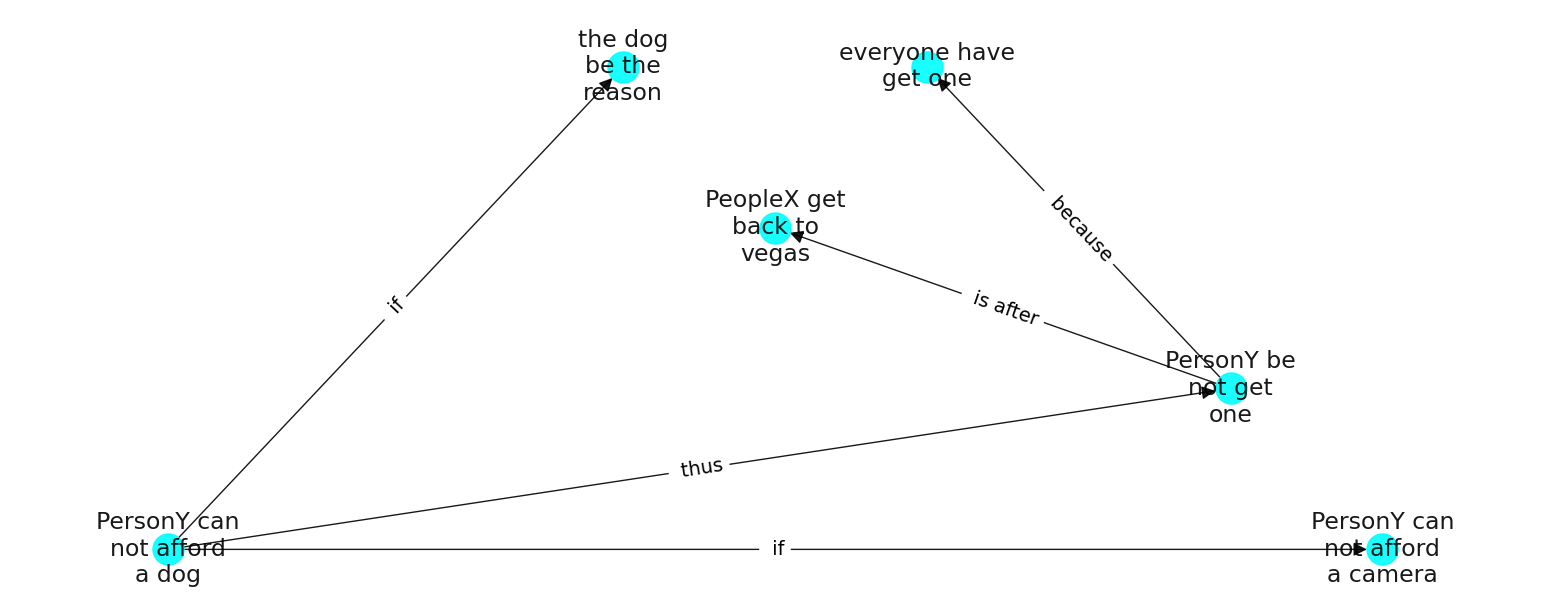 the dog
be the
reason
everyone have
get one
PeopleX get
back to
vegas
because
if
is after
PersonY be
not get
one
thus
PersonY can
not afford
a dog
if
PersonY can
not afford
a camera